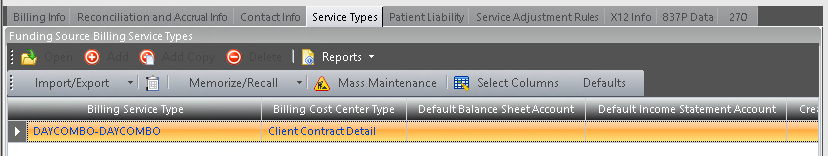 Billing Info Reconciliation and Accrual Info Contact Info Service Types Patient Liability Service Adjustment Rules X12 Info 837P Data 270
Funding Source Billing Service Types
Open Add Add Copy Delete Reports
Import/Export Memorize/Recall Mass Maintenance Select Columns Defaults
Billing Service Type Billing Cost Center Type Default Balance Sheet Account Default Income Statement Account Crea
DAYCOMBO-DAYCOMBO Client Contract Detail